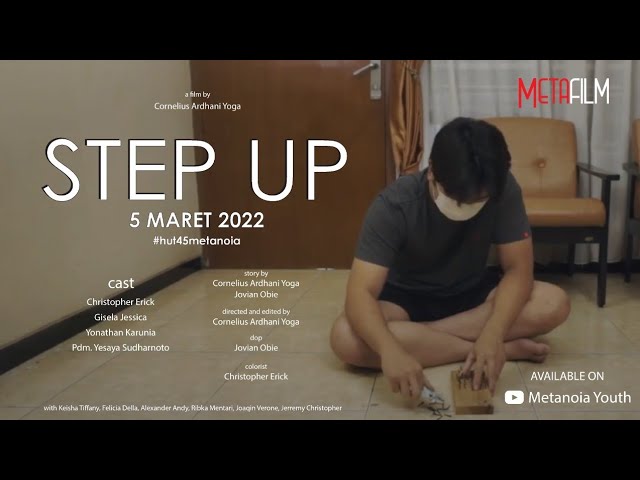 a film by
Cornelius Ardhani Yoga
METAFILM
STEP UP
5 MARET 2022
#hut45metanoia
cast
Christopher Erick
Gisela Jessica
Yonathan Karunia
Pdm. Yesaya Sudharnoto
story by
Cornelius Ardhani Yoga
Jovian Obie
directed and edited by
Cornelius Ardhani Yoga
dop
Jovian Obie
colorist
Christopher Erick
with Keisha Tiffany, Felicia Della, Alexander Andy, Ribka Mentari, Joaqin Verone, Jerremy Christopher
AVAILABLE ON
Metanoia Youth